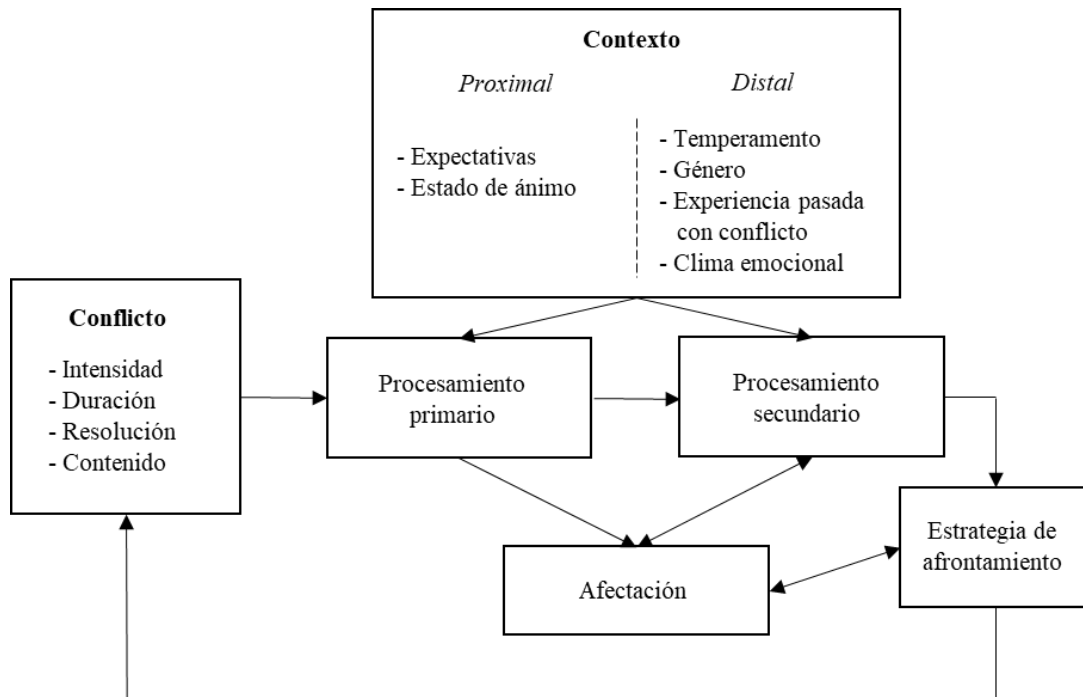 Contexto
Proximal
Distal
- Expectativas
- Estado de ánimo
- Temperamento
- Género
- Experiencia pasada
con conflicto
- Clima emocional
Conflicto
- Intensidad
- Duración
- Resolución
- Contenido
Procesamiento
primario
Procesamiento
secundario
Afectación
Estrategia de
afrontamiento